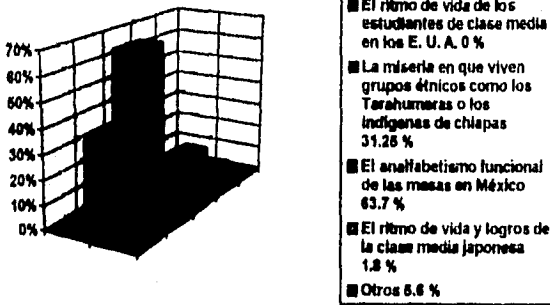 70%
60%
50%
40%
30%
20%
10%
0%
El ritmo de vida de los
estudiantes de clase media
en los E. U. A. 0 %
La miseria en que viven
grupos étnicos como los
Tarahumaras o los
indígenas de chiapas
31.25 %
El analfabetismo funcional
de las masas en México
63.7 %
El ritmo de vida y logros de
la clase media japonesa
1.8 %
Otros 5.6 %